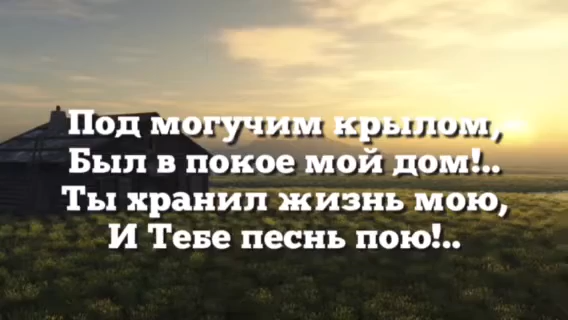 Под могучим крылом,
Был в покое мой дом!..
Ты хранил жизнь мою,
И Тебе песнь пою!..